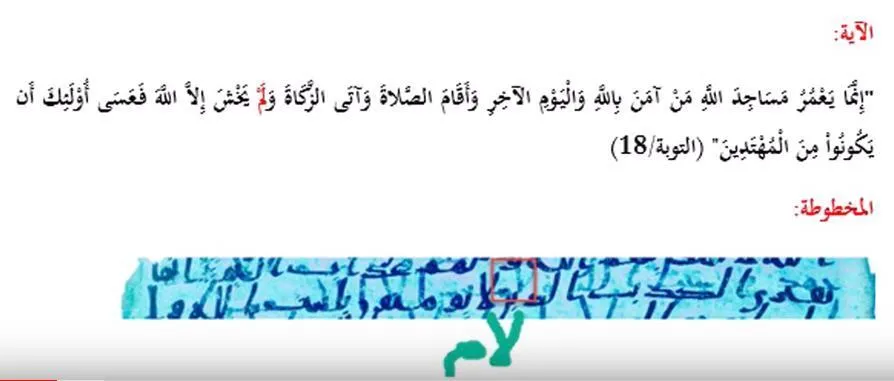 الآية:
"إِنَّمَا يَعْمُرُ مَسَاجِدَ اللَّهِ مَنْ آمَنَ بِاللَّهِ وَالْيَوْمِ الآخِرِ وَأَقَامَ الصَّلاةَ وَآتَى الزَّكَاةَ وَلَمْ يَخْشَ إِلاَّ اللَّهَ فَعَسَى أُوْلَئِكَ أَن
يَكُونُواْ مِنَ الْمُهْتَدِينَ" (التوبة/18)
المخطوطة:
لام